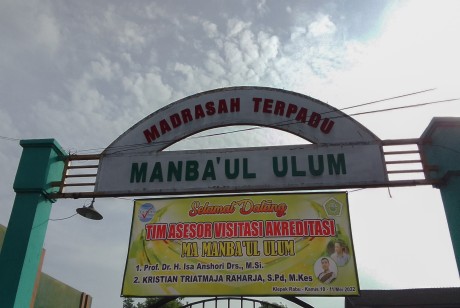 MADRASAH TERPADU
MANBA'UL ULUM
Selamat Datang
TIM ASESOR VISITASI AKREDITASI
MA MANBA'UL ULUM
1. Prof. Dr. H. Isa Anshori Drs., M.Si.
2. KRISTIAN TRIATMAJA RAHARJA, S.Pd, M.Kes